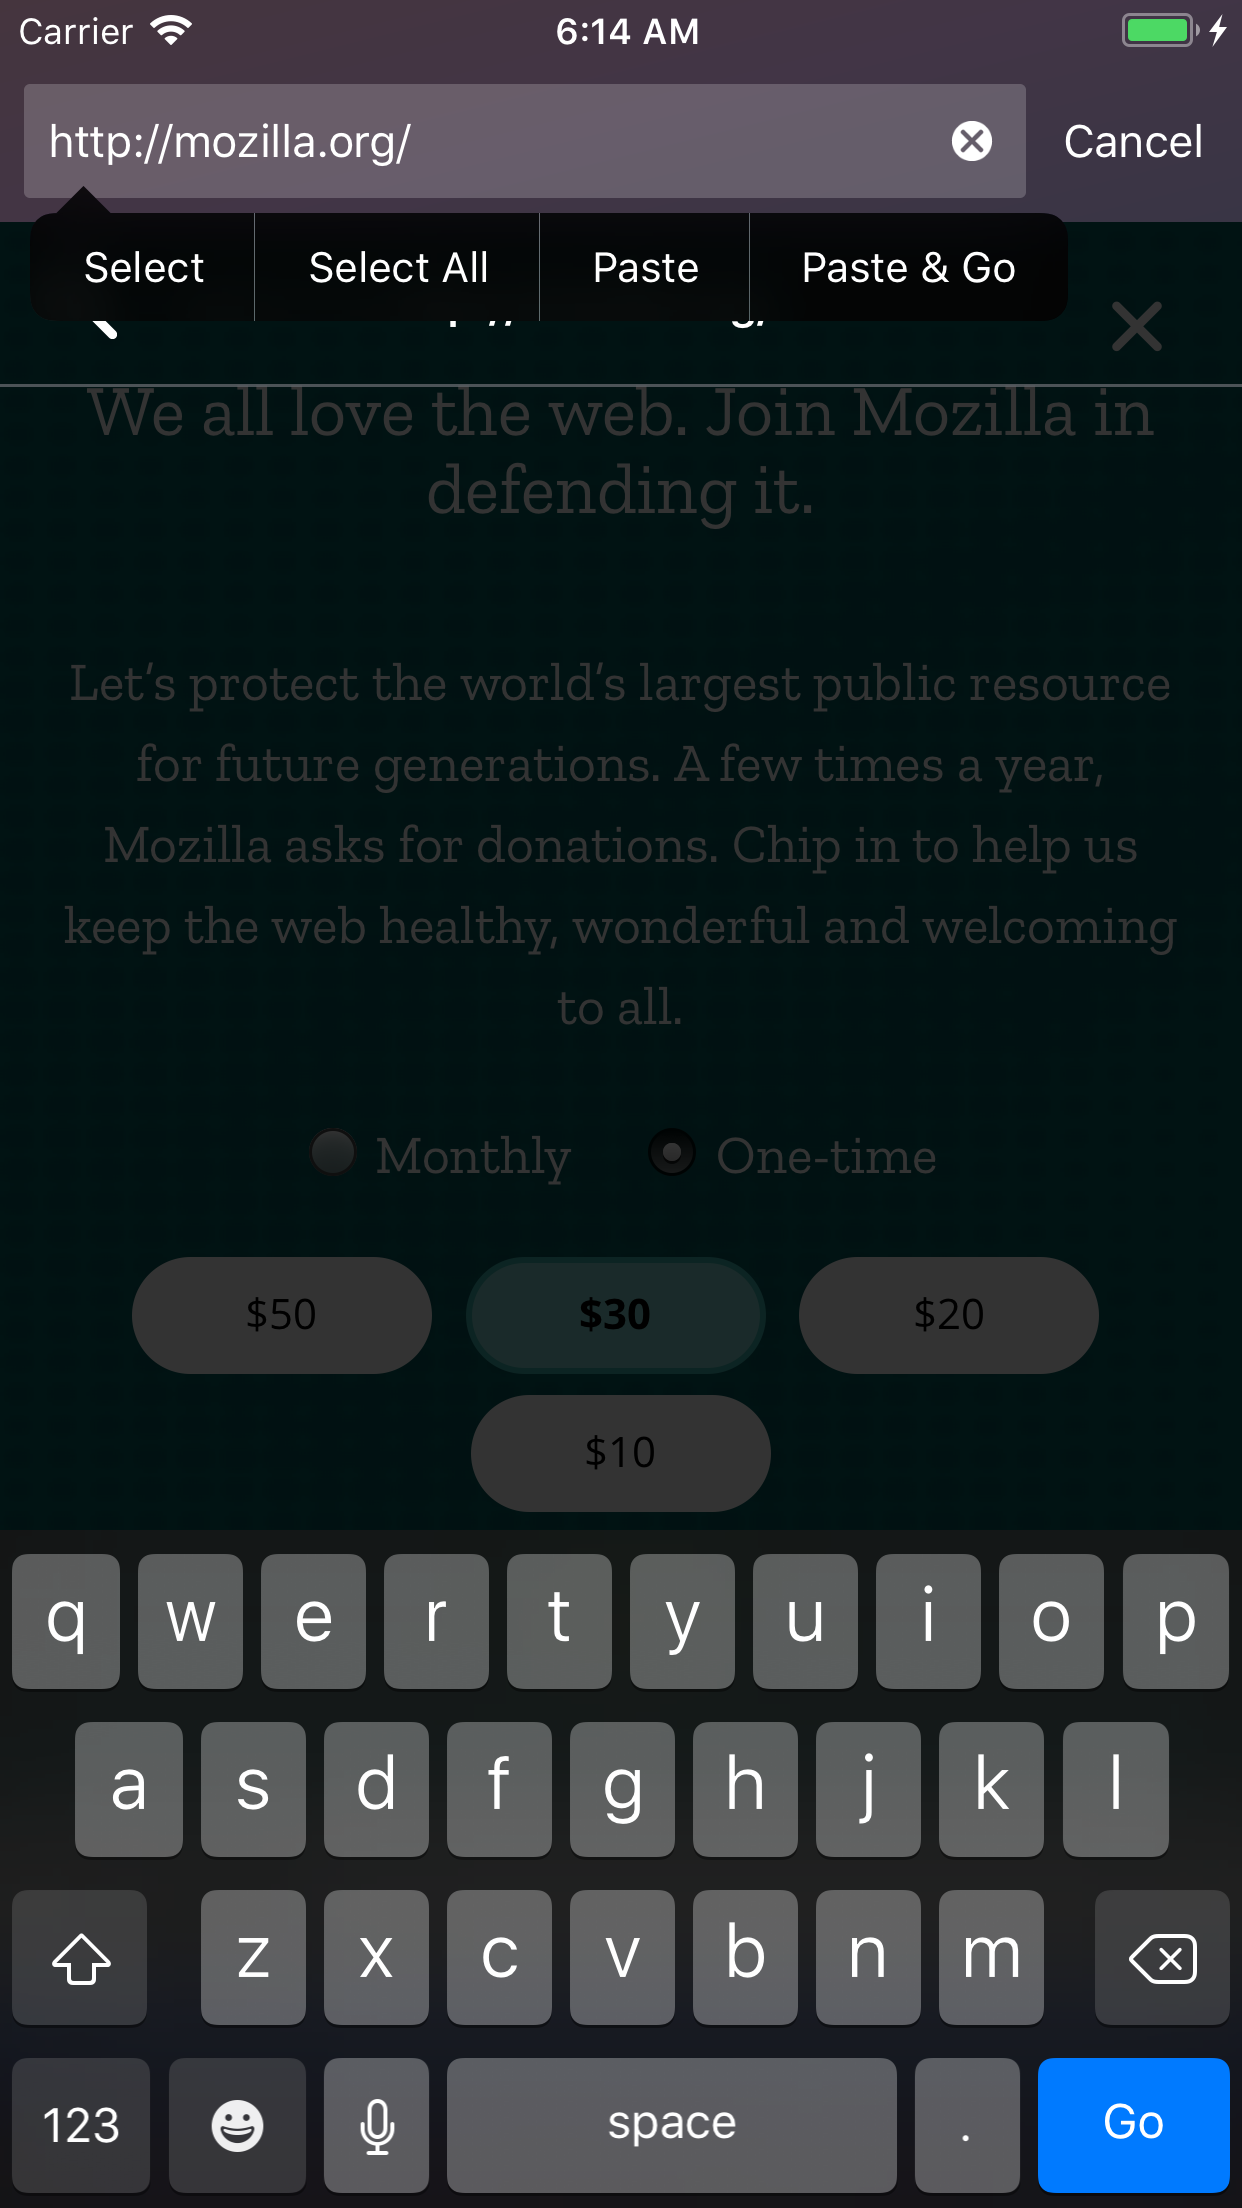 Carrier 6:14 AM
http://mozilla.org/ Cancel
Select Select All Paste Paste & Go
We all love the web. Join Mozilla in
defending it.
Let’s protect the world’s largest public resource
for future generations. A few times a year,
Mozilla asks for donations. Chip in to help us
keep the web healthy, wonderful and welcoming
to all.
Monthly One-time
$50 $30 $20
$10
q w e r t y u i o p
a s d f g h j k l
z x c v b n m
123 space . Go